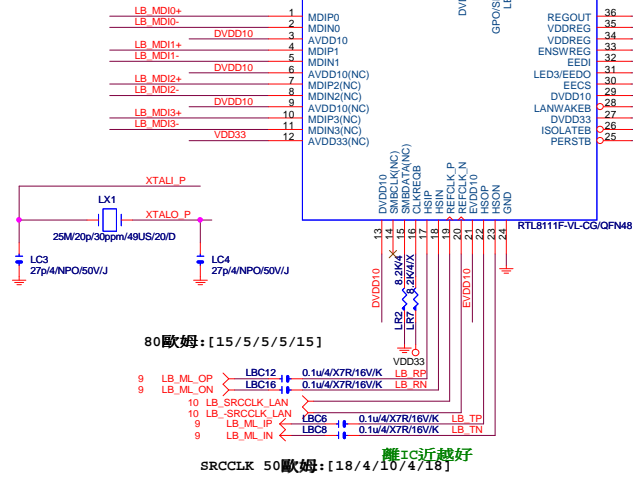 LB_MDI0+ 1 MDIP0
LB_MDI0- 2 MDIN0
DVDD10 3 AVDD10
LB_MDI1+ 4 MDIP1
LB_MDI1- 5 MDIN1
DVDD10 6 AVDD10(NC)
LB_MDI2+ 7 MDIP2(NC)
LB_MDI2- 8 MDIN2(NC)
DVDD10 9 AVDD10(NC)
LB_MDI3+ 10 MDIP3(NC)
LB_MDI3- 11 MDIN3(NC)
VDD33 12 AVDD33(NC)
REGOUT 36
VDDREG 35
VDDREG 34
ENSWREG 33
EEDI 32
LED3/EEDO 31
EECS 30
DVDD10 29
LANWAKEB 28
DVDD33 27
ISOLATEB 26
PERSTB 25
DVDD10 13
SMBCLK(NC) 14
SMBDATA(NC) 15
CLKREQB 16
HSIP 17
HSIN 18
REFCLK_P 19
REFCLK_N 20
EVDD10 21
HSOP 22
HSON 23
GND 24
RTL8111F-VL-CG/QFN48
XTALI_P
LX1
XTALO_P
25M/20p/30ppm/49US/20/D
LC3
27p/4/NPO/50V/J
LC4
27p/4/NPO/50V/J
DVDD10
LR2 8.2K/4
LR7 8.2K/4/X
EVDD10
VDD33
80歐姆:[15/5/5/5/15]
9 LB_ML_OP LBC12 0.1u/4/X7R/16V/K LB_RP
9 LB_ML_ON LBC16 0.1u/4/X7R/16V/K LB_RN
10 LB_SRCCLK_LAN
10 LB_-SRCCLK_LAN
9 LB_ML_IP LBC6 0.1u/4/X7R/16V/K LB_TP
9 LB_ML_IN LBC8 0.1u/4/X7R/16V/K LB_TN
離IC近越好
SRCCLK 50歐姆:[18/4/10/4/18]